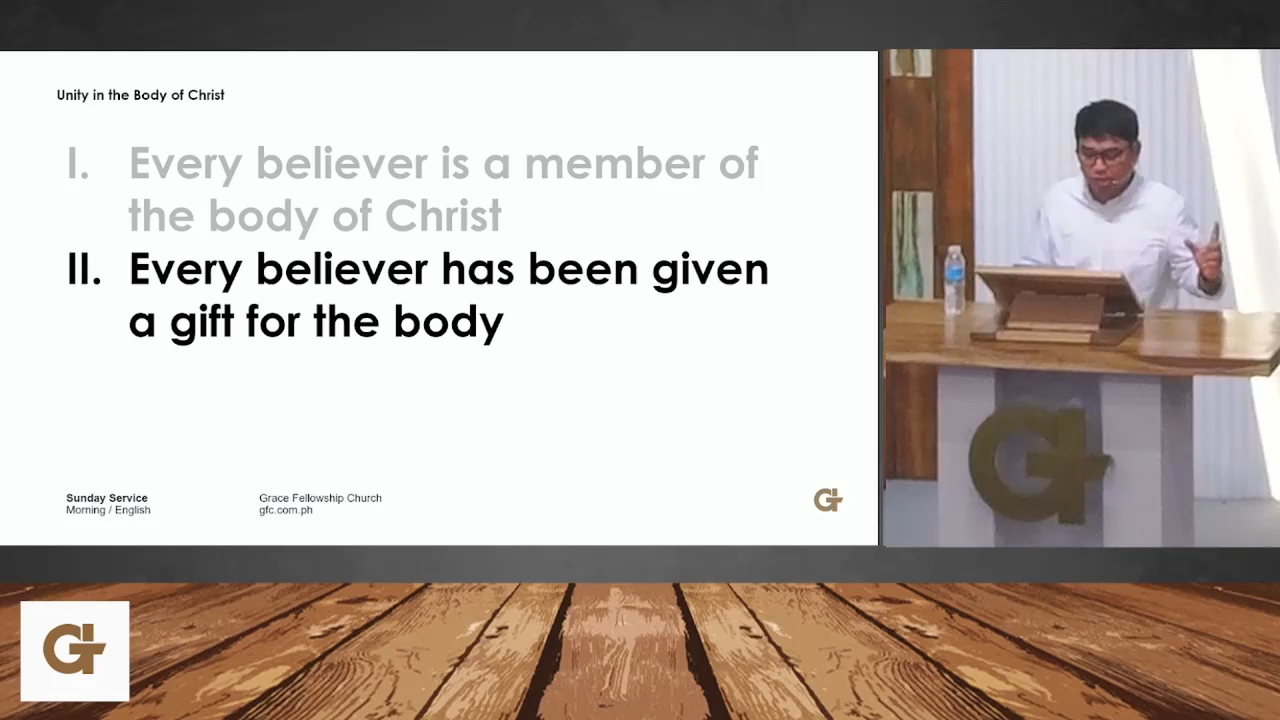 Unity in the Body of Christ
I. Every believer is a member of
the body of Christ
II. Every believer has been given
a gift for the body
Sunday Service
Morning / English
Grace Fellowship Church
gfc.com.ph